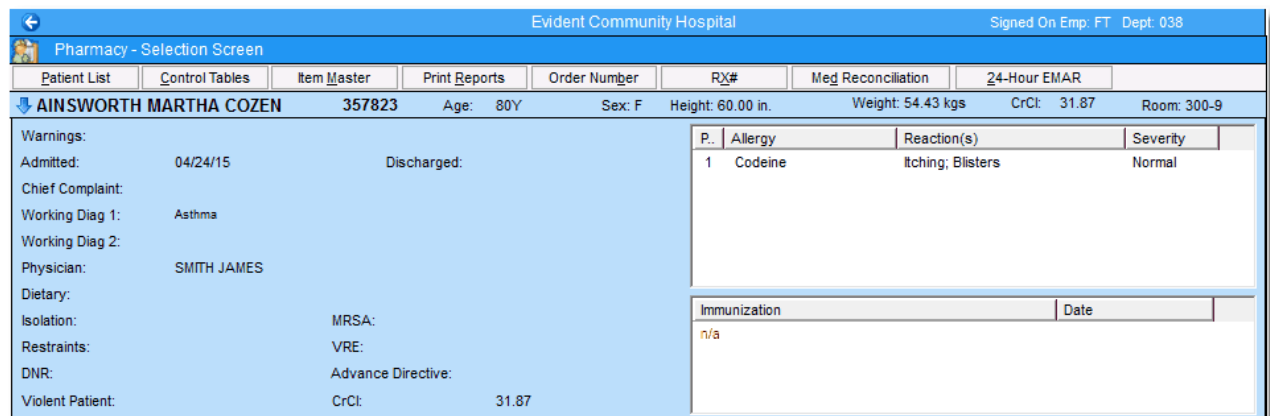 Evident Community Hospital Signed On Emp: FT Dept: 038
Pharmacy - Selection Screen
Patient List Control Tables Item Master Print Reports Order Number RX# Med Reconciliation 24-Hour EMAR
AINSWORTH MARTHA COZEN 357823 Age: 80Y Sex: F Height: 60.00 in. Weight: 54.43 kgs CrCl: 31.87 Room: 300-9
Warnings:
Admitted: 04/24/15 Discharged:
Chief Complaint:
Working Diag 1: Asthma
Working Diag 2:
Physician: SMITH JAMES
Dietary:
Isolation: MRSA:
Restraints: VRE:
DNR: Advance Directive:
Violent Patient: CrCl: 31.87
P.. Allergy Reaction(s) Severity
1 Codeine Itching; Blisters Normal
Immunization Date
n/a